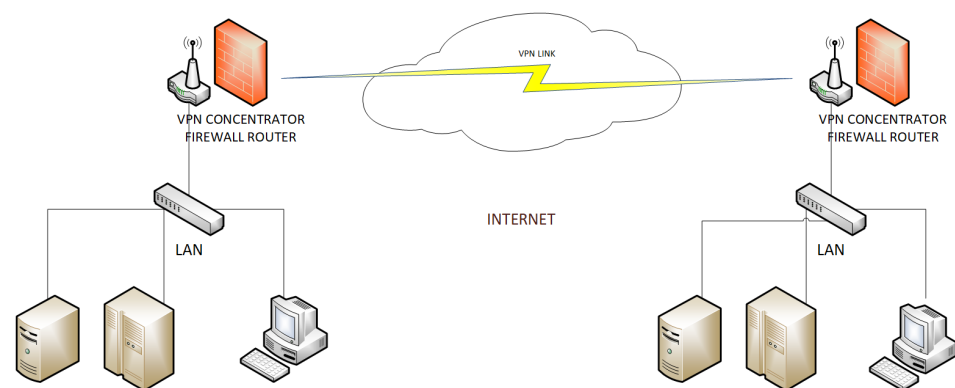 VPN LINK
VPN CONCENTRATOR
FIREWALL ROUTER
VPN CONCENTRATOR
FIREWALL ROUTER
INTERNET
LAN
LAN